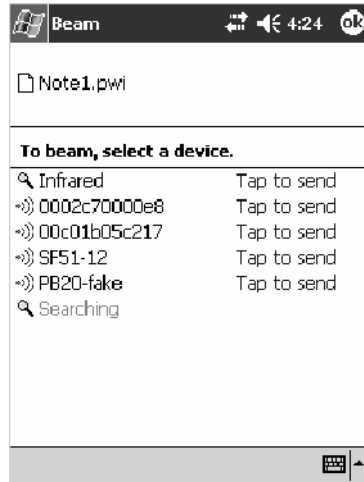 Beam 4:24 ok
Note1.pwi
To beam, select a device.
Infrared Tap to send
0002c70000e8 Tap to send
00c01b05c217 Tap to send
SF51-12 Tap to send
PB20-fake Tap to send
Searching